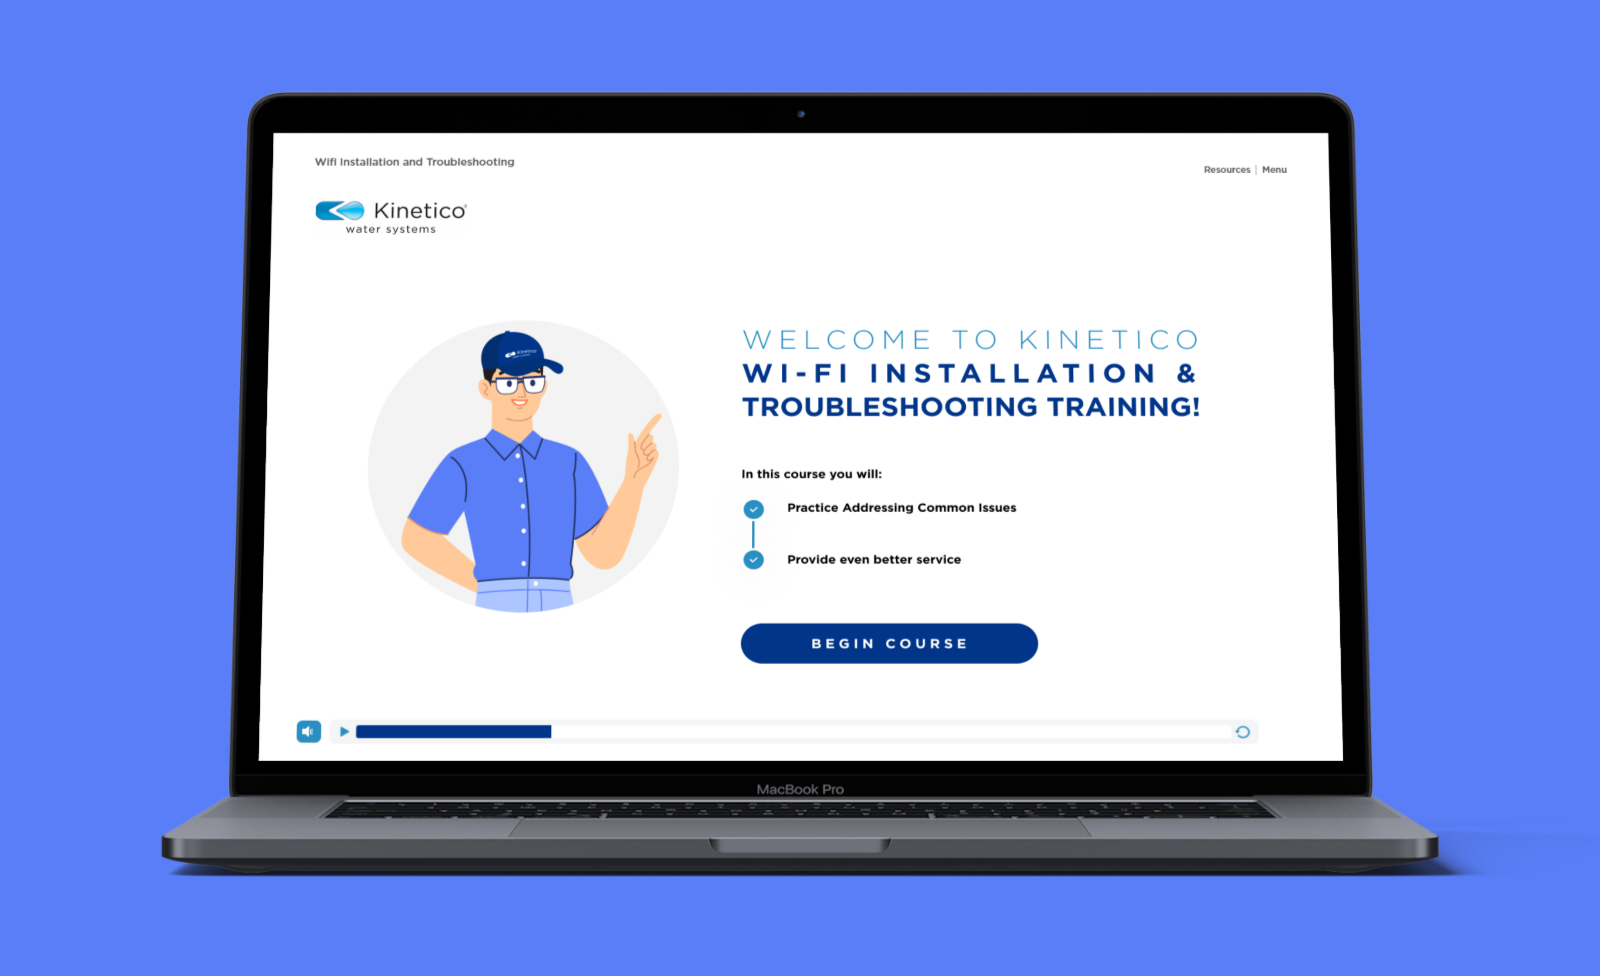 Wifi Installation and Troubleshooting
Resources | Menu
Kinetico®
water systems
WELCOME TO KINETICO
WI-FI INSTALLATION &
TROUBLESHOOTING TRAINING!
In this course you will:
Practice Addressing Common Issues
Provide even better service
BEGIN COURSE
MacBook Pro